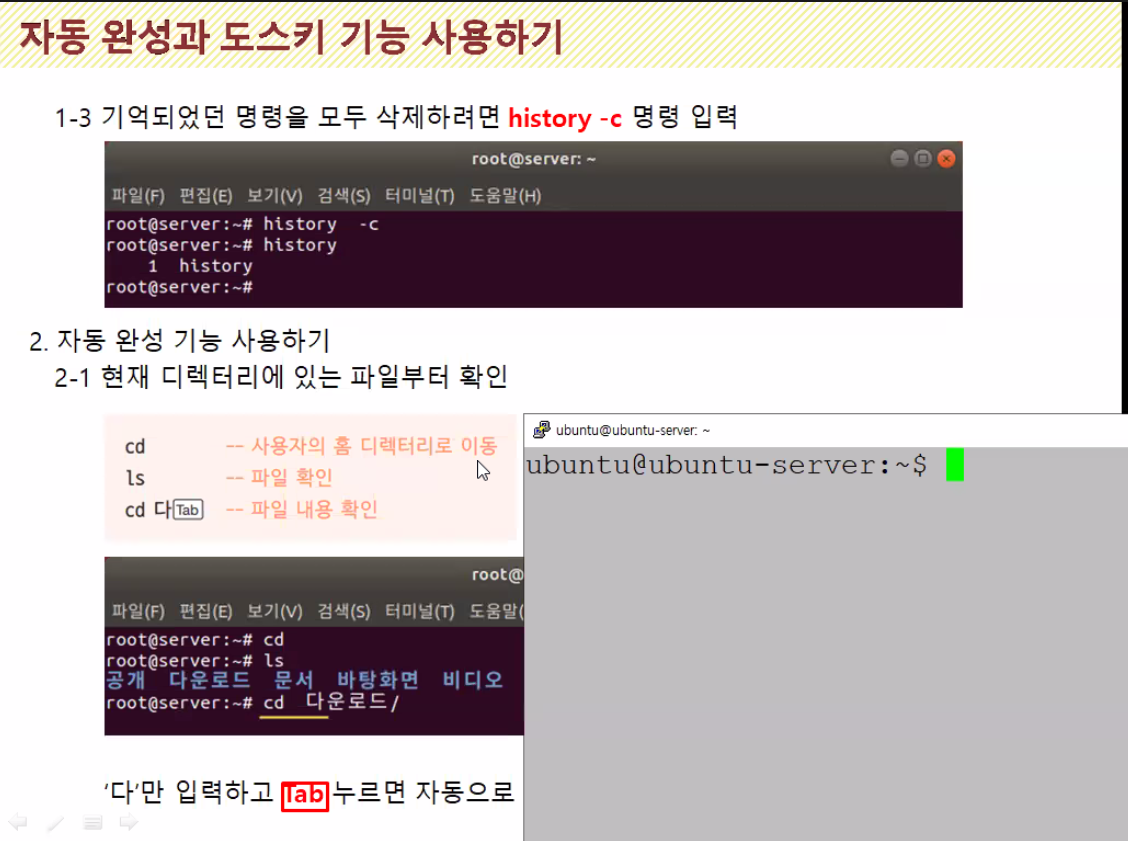 자동 완성과 도스키 기능 사용하기
1-3 기억되었던 명령을 모두 삭제하려면 history -c 명령 입력
root@server: ~
파일(F) 편집(E) 보기(V) 검색(S) 터미널(T) 도움말(H)
root@server:~# history  -c
root@server:~# history
1  history
root@server:~#
2. 자동 완성 기능 사용하기
2-1 현재 디렉터리에 있는 파일부터 확인
cd -- 사용자의 홈 디렉터리로 이동
ls -- 파일 확인
cd 다Tab -- 파일 내용 확인
root@
파일(F) 편집(E) 보기(V) 검색(S) 터미널(T) 도움말(
root@server:~# cd
root@server:~# ls
공개 다운로드 문서 바탕화면 비디오
root@server:~# cd  다운로드/
'다'만 입력하고 Tab 누르면 자동으로
ubuntu@ubuntu-server: ~
ubuntu@ubuntu-server:~$